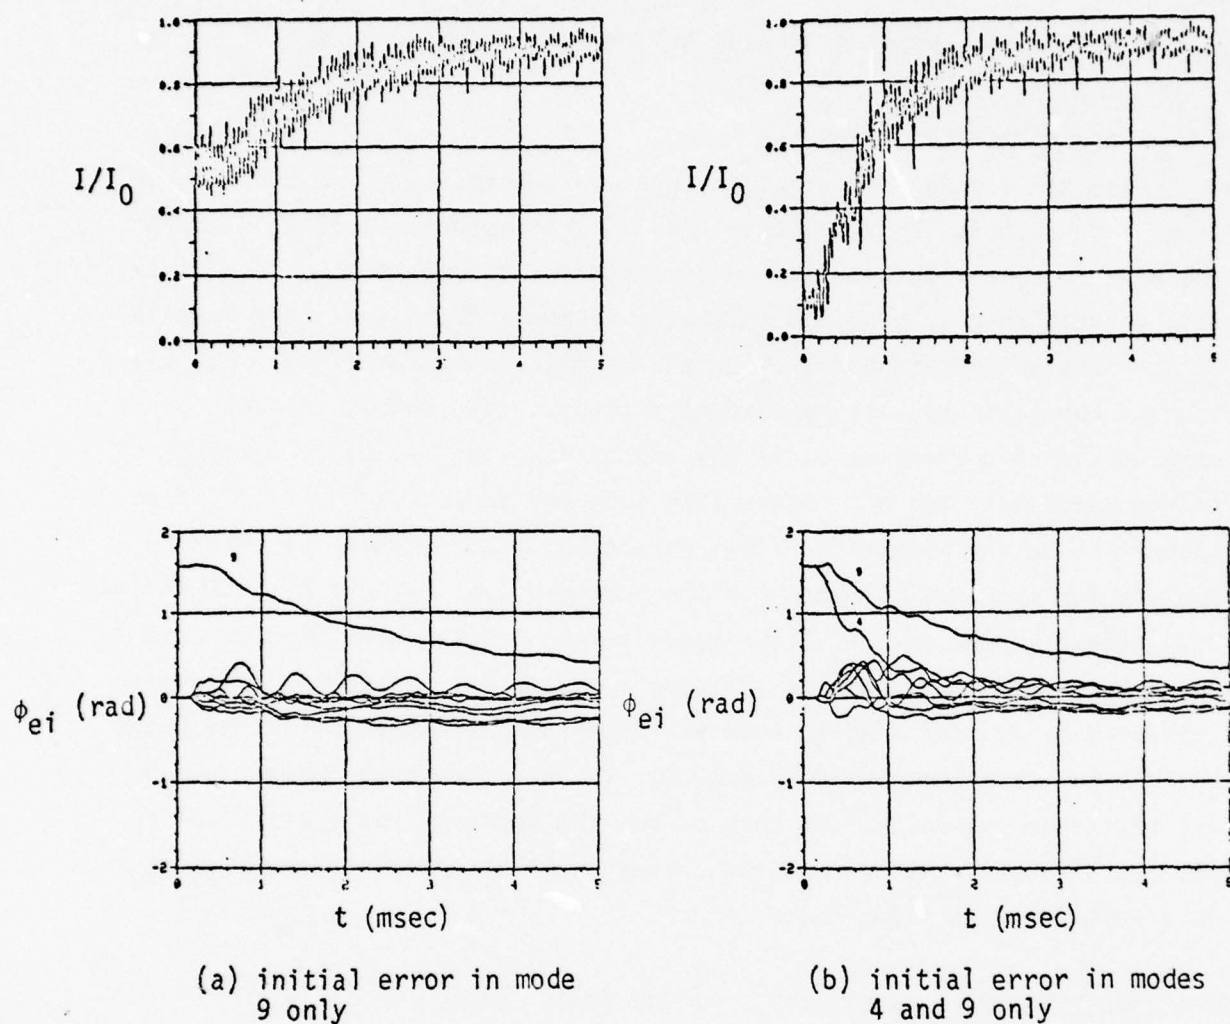 1.0
0.8
0.6
I/I0
0.4
0.2
0.0
0 1 2 3 4 5
1.0
0.8
0.6
I/I0
0.4
0.2
0.0
0 1 2 3 4 5
2
9
1
0
ϕei (rad)
-1
-2
0 1 2 3 4 5
t (msec)
2
9
1
4
0
ϕei (rad)
-1
-2
0 1 2 3 4 5
t (msec)
(a) initial error in mode
9 only
(b) initial error in modes
4 and 9 only